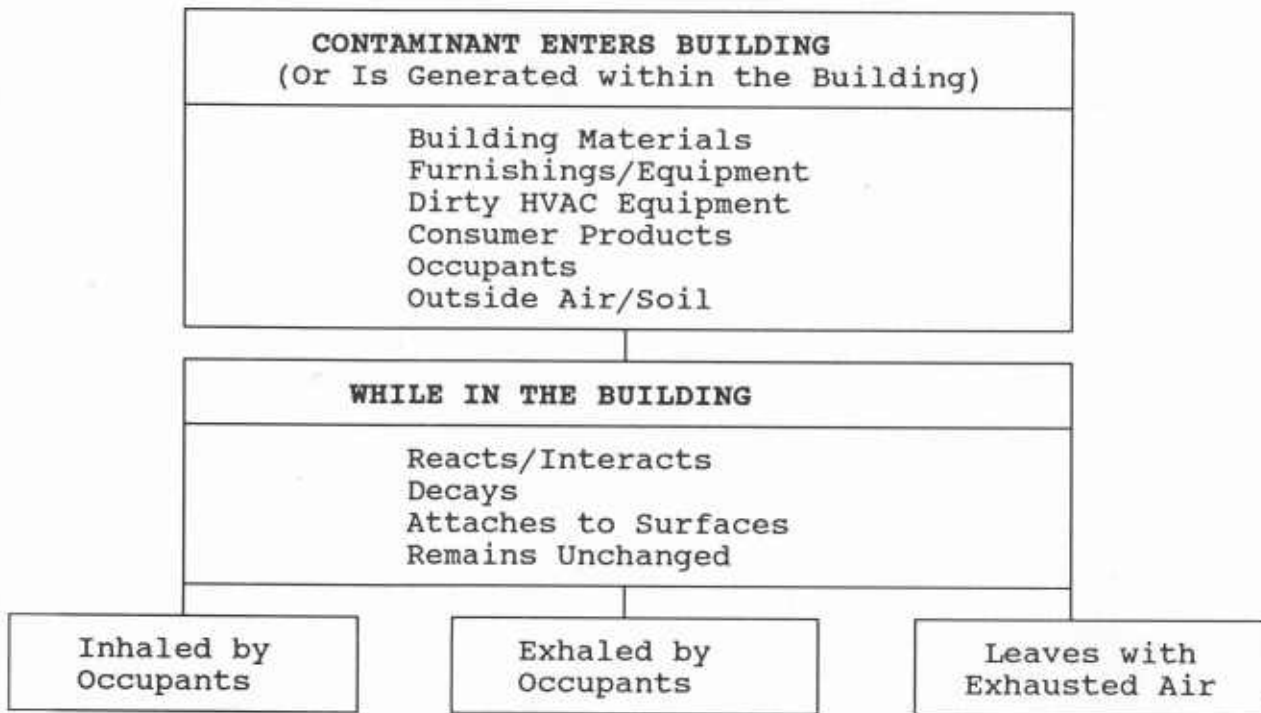 CONTAMINANT ENTERS BUILDING
(Or Is Generated within the Building)
Building Materials
Furnishings/Equipment
Dirty HVAC Equipment
Consumer Products
Occupants
Outside Air/Soil
WHILE IN THE BUILDING
Reacts/Interacts
Decays
Attaches to Surfaces
Remains Unchanged
Inhaled by
Occupants
Exhaled by
Occupants
Leaves with
Exhausted Air